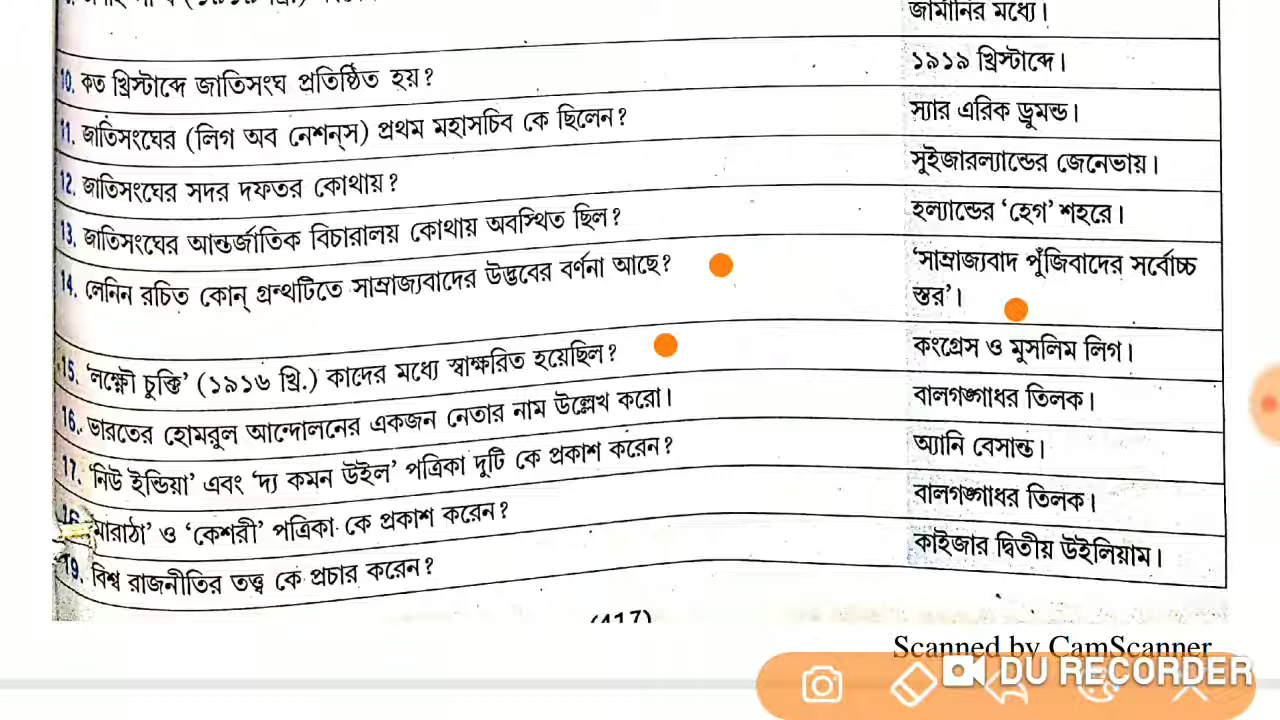 জার্মানির মধ্যে।
10. কত খ্রিস্টাব্দে জাতিসংঘ প্রতিষ্ঠিত হয়?
১৯১৯ খ্রিস্টাব্দে।
11. জাতিসংঘের (লিগ অব নেশন্‌স) প্রথম মহাসচিব কে ছিলেন?
স্যার এরিক ড্রুমন্ড।
12. জাতিসংঘের সদর দফতর কোথায়?
সুইজারল্যান্ডের জেনেভায়।
13. জাতিসংঘের আন্তর্জাতিক বিচারালয় কোথায় অবস্থিত ছিল?
হল্যান্ডের ‘হেগ’ শহরে।
14. লেনিন রচিত কোন্ গ্রন্থটিতে সাম্রাজ্যবাদের উদ্ভবের বর্ণনা আছে?
‘সাম্রাজ্যবাদ পুঁজিবাদের সর্বোচ্চ
স্তর’।
15. ‘লক্ষ্ণৌ চুক্তি’ (১৯১৬ খ্রি.) কাদের মধ্যে স্বাক্ষরিত হয়েছিল?
কংগ্রেস ও মুসলিম লিগ।
16. ভারতের হোমরুল আন্দোলনের একজন নেতার নাম উল্লেখ করো।
বালগঙ্গাধর তিলক।
17. ‘নিউ ইন্ডিয়া’ এবং ‘দ্য কমন উইল’ পত্রিকা দুটি কে প্রকাশ করেন?
অ্যানি বেসান্ত।
‘মারাঠা’ ও ‘কেশরী’ পত্রিকা কে প্রকাশ করেন?
বালগঙ্গাধর তিলক।
19. বিশ্ব রাজনীতির তত্ত্ব কে প্রচার করেন?
কাইজার দ্বিতীয় উইলিয়াম।
(417)
Scanned by CamScanner
DU RECORDER